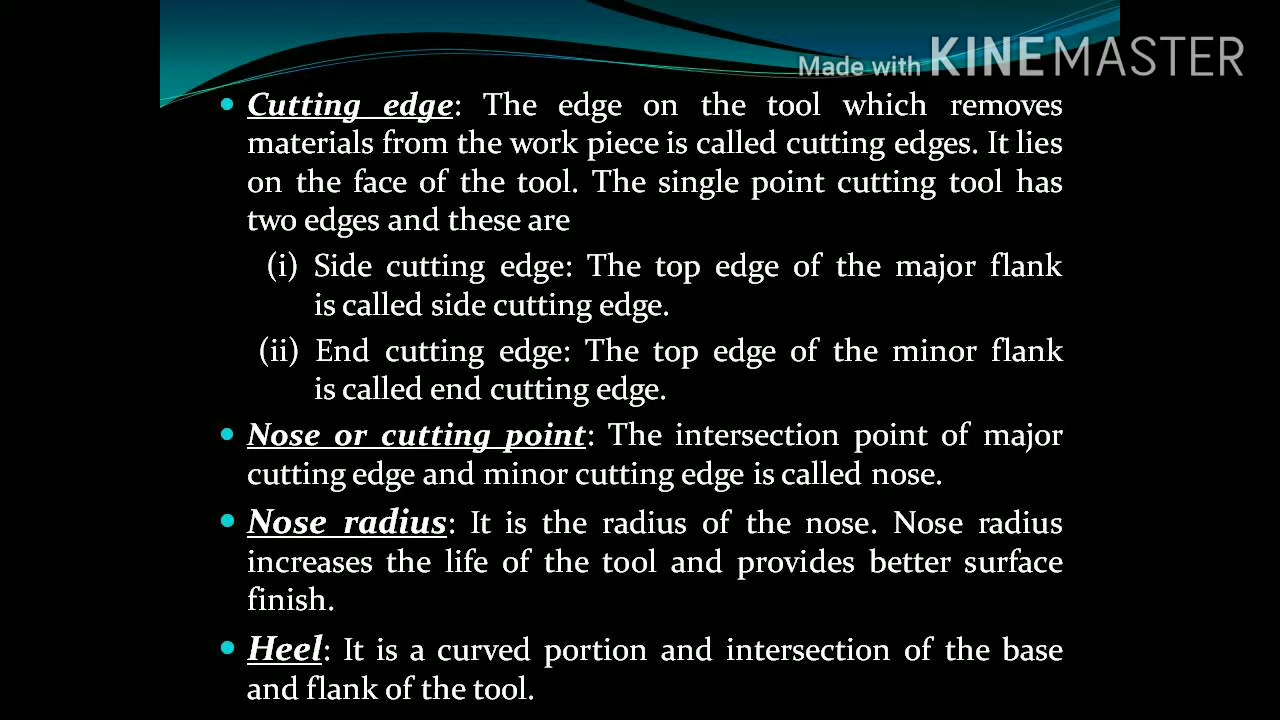 Made with KINEMASTER
• Cutting edge: The edge on the tool which removes
materials from the work piece is called cutting edges. It lies
on the face of the tool. The single point cutting tool has
two edges and these are
(i) Side cutting edge: The top edge of the major flank
is called side cutting edge.
(ii) End cutting edge: The top edge of the minor flank
is called end cutting edge.
• Nose or cutting point: The intersection point of major
cutting edge and minor cutting edge is called nose.
• Nose radius: It is the radius of the nose. Nose radius
increases the life of the tool and provides better surface
finish.
• Heel: It is a curved portion and intersection of the base
and flank of the tool.